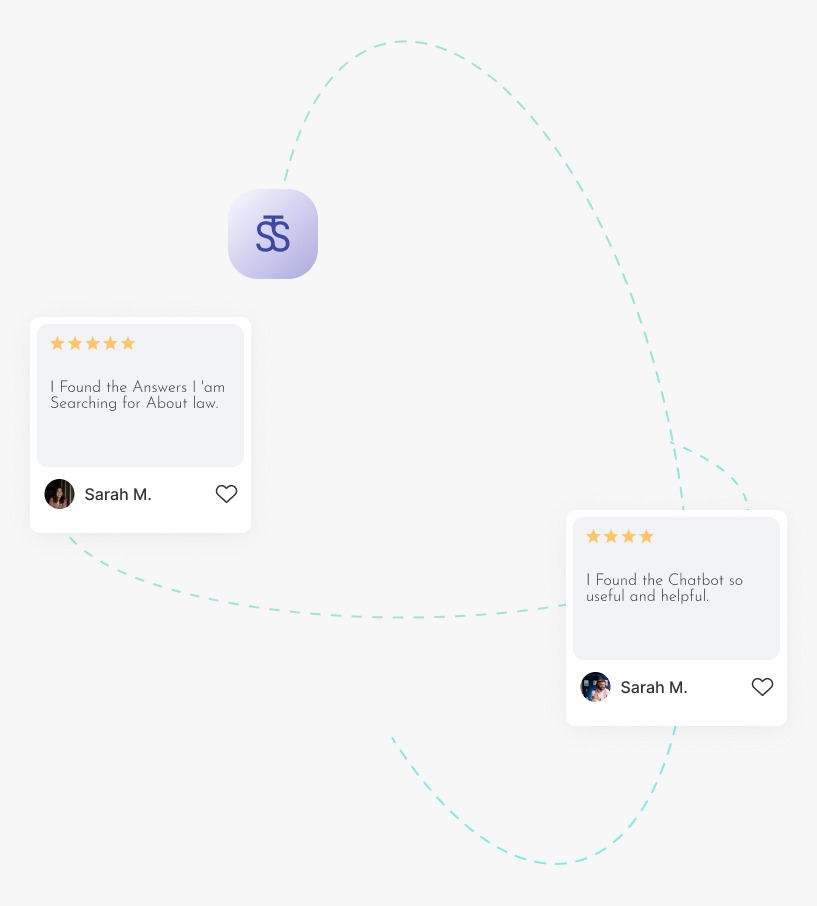 I Found the Answers I 'am
Searching for About law.
Sarah M.
I Found the Chatbot so
useful and helpful.
Sarah M.